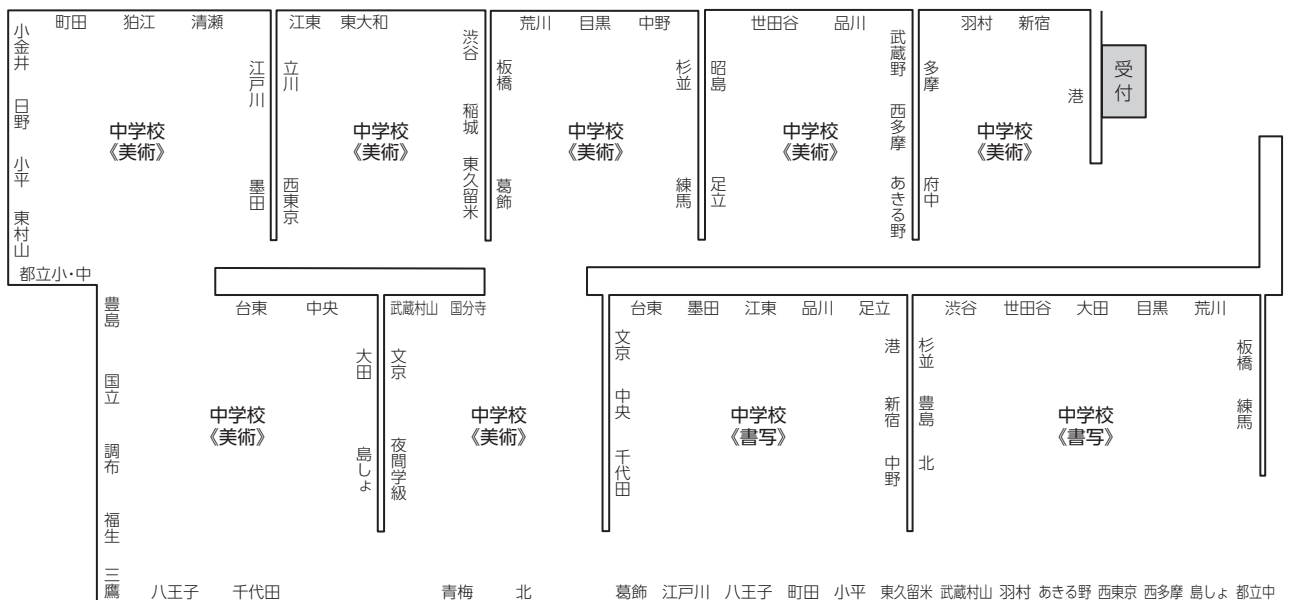 町田 狛江 清瀬
小金井
日野
小平
東村山
都立小・中
中学校
《美術》
江戸川
墨田
江東 東大和
立川
西東京
中学校
《美術》
渋谷
稲城
東久留米
荒川 目黒 中野
板橋
葛飾
中学校
《美術》
杉並
練馬
世田谷 品川
昭島
足立
中学校
《美術》
武蔵野
西多摩
あきる野
羽村 新宿
多摩
府中
中学校
《美術》
港
受付
豊島
国立
調布
福生
三鷹
台東 中央
中学校
《美術》
大田
島しょ
武蔵村山 国分寺
文京
夜間学級
中学校
《美術》
台東 墨田 江東 品川 足立
文京
中央
千代田
中学校
《書写》
港
新宿
中野
渋谷 世田谷 大田 目黒 荒川
杉並
豊島
北
中学校
《書写》
板橋
練馬
八王子 千代田 青梅 北 葛飾 江戸川 八王子 町田 小平 東久留米 武蔵村山 羽村 あきる野 西東京 西多摩 島しょ 都立中